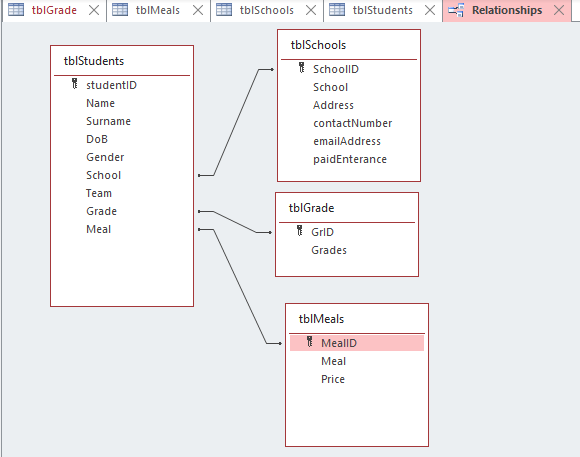 tblGrade
tblMeals
tblSchools
tblStudents
Relationships
tblStudents
studentID
Name
Surname
DoB
Gender
School
Team
Grade
Meal
tblSchools
SchoolID
School
Address
contactNumber
emailAddress
paidEnterance
tblGrade
GrID
Grades
tblMeals
MealID
Meal
Price